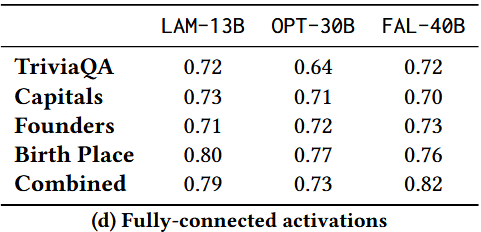 LAM-13B OPT-30B FAL-40B
TriviaQA 0.72 0.64 0.72
Capitals 0.73 0.71 0.70
Founders 0.71 0.72 0.73
Birth Place 0.80 0.77 0.76
Combined 0.79 0.73 0.82
(d) Fully-connected activations